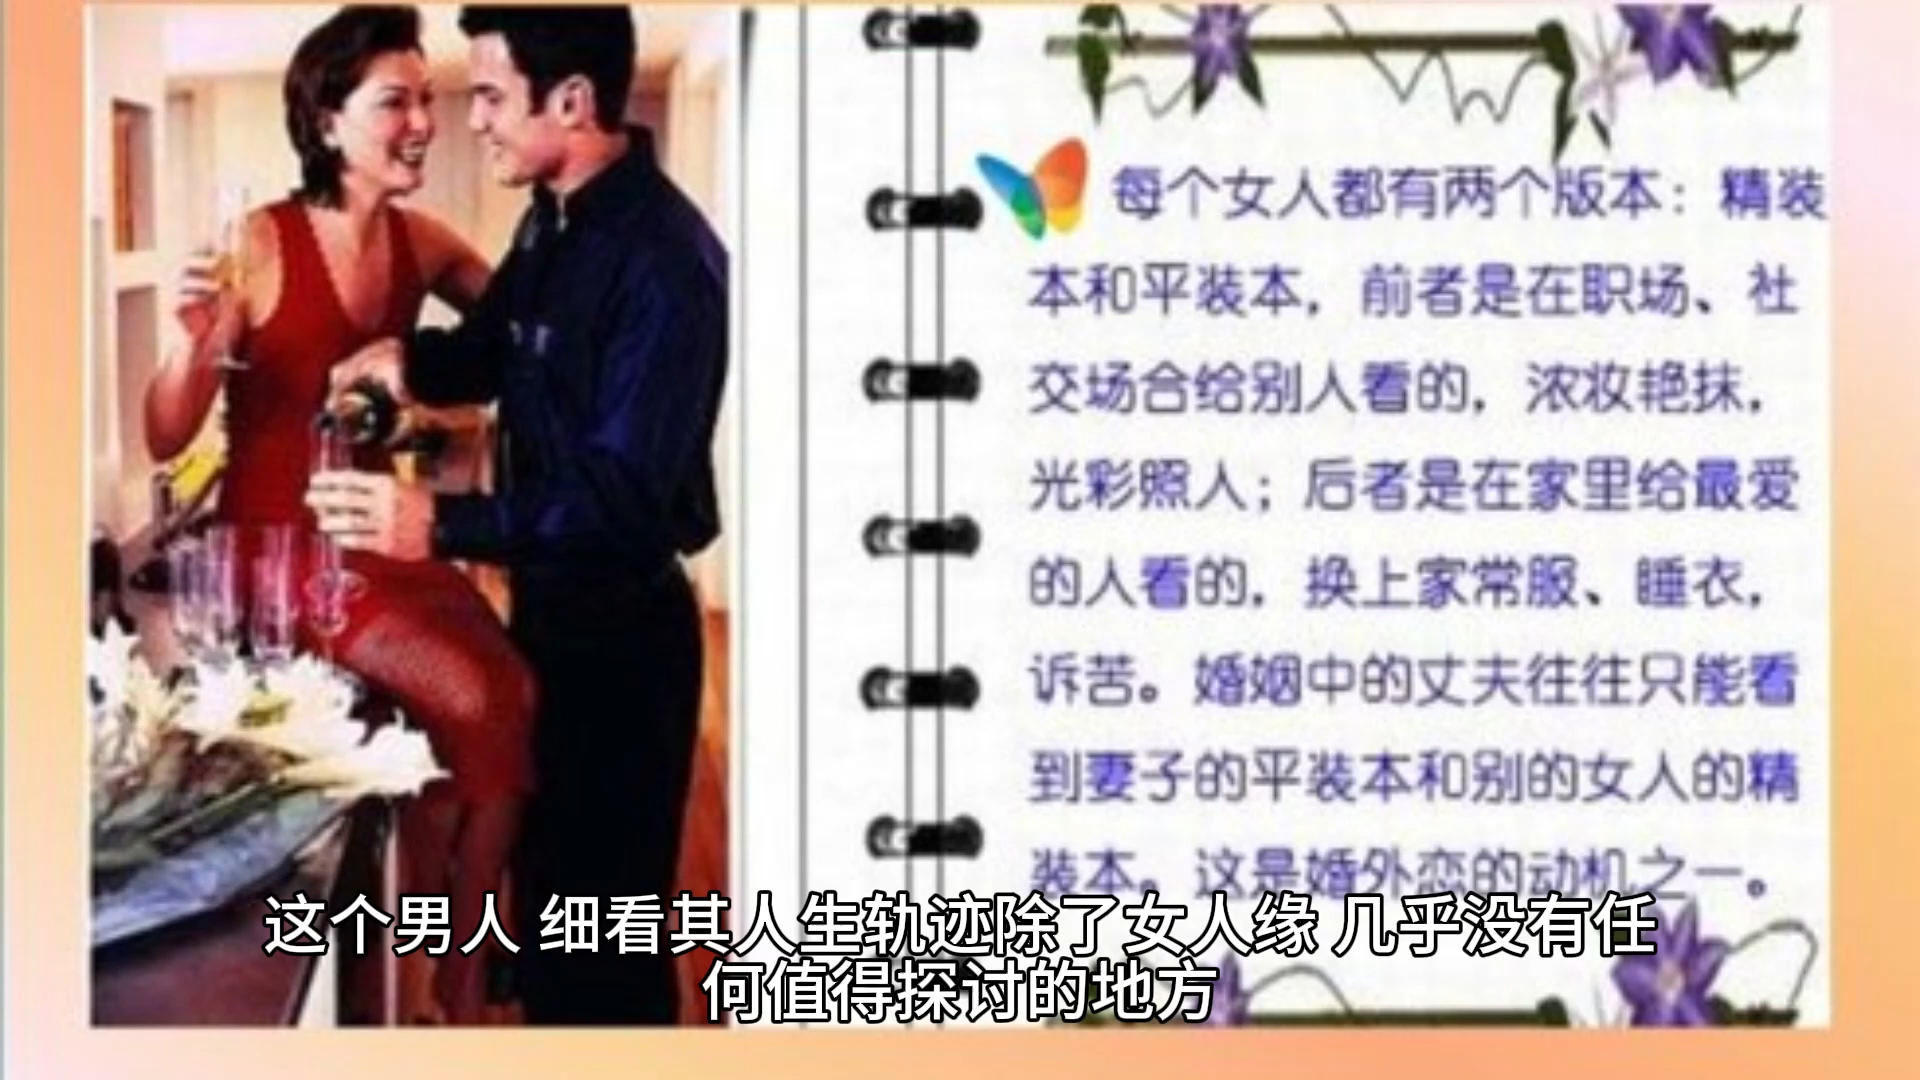 每个女人都有两个版本：精装
本和平装本，前者是在职场、社
交场合给别人看的，浓妆艳抹，
光彩照人；后者是在家里给最爱
的人看的，换上家常服、睡衣，
诉苦。婚姻中的丈夫往往只能看
到妻子的平装本和别的女人的精
装本。这是婚外恋的动机之一。
这个男人 细看其人生轨迹除了女人缘 几乎没有任
何值得探讨的地方